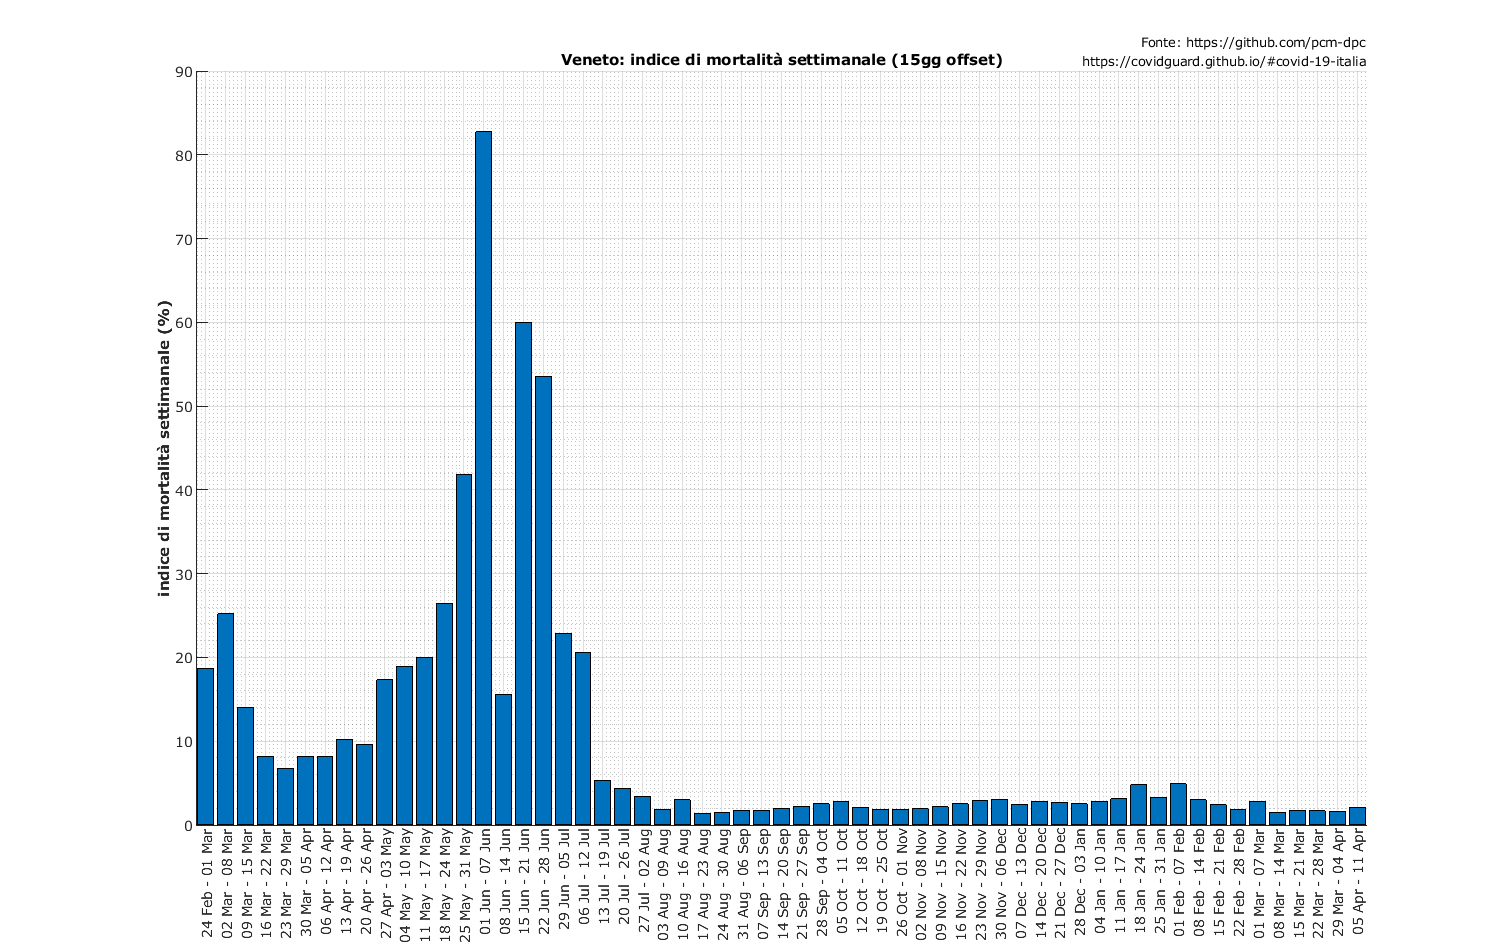 Fonte: https://github.com/pcm-dpc
Veneto: indice di mortalità settimanale (15gg offset)
https://covidguard.github.io/#covid-19-italia
indice di mortalità settimanale (%)
90
80
70
60
50
40
30
20
10
0
24 Feb - 01 Mar
02 Mar - 08 Mar
09 Mar - 15 Mar
16 Mar - 22 Mar
23 Mar - 29 Mar
30 Mar - 05 Apr
06 Apr - 12 Apr
13 Apr - 19 Apr
20 Apr - 26 Apr
27 Apr - 03 May
04 May - 10 May
11 May - 17 May
18 May - 24 May
25 May - 31 May
01 Jun - 07 Jun
08 Jun - 14 Jun
15 Jun - 21 Jun
22 Jun - 28 Jun
29 Jun - 05 Jul
06 Jul - 12 Jul
13 Jul - 19 Jul
20 Jul - 26 Jul
27 Jul - 02 Aug
03 Aug - 09 Aug
10 Aug - 16 Aug
17 Aug - 23 Aug
24 Aug - 30 Aug
31 Aug - 06 Sep
07 Sep - 13 Sep
14 Sep - 20 Sep
21 Sep - 27 Sep
28 Sep - 04 Oct
05 Oct - 11 Oct
12 Oct - 18 Oct
19 Oct - 25 Oct
26 Oct - 01 Nov
02 Nov - 08 Nov
09 Nov - 15 Nov
16 Nov - 22 Nov
23 Nov - 29 Nov
30 Nov - 06 Dec
07 Dec - 13 Dec
14 Dec - 20 Dec
21 Dec - 27 Dec
28 Dec - 03 Jan
04 Jan - 10 Jan
11 Jan - 17 Jan
18 Jan - 24 Jan
25 Jan - 31 Jan
01 Feb - 07 Feb
08 Feb - 14 Feb
15 Feb - 21 Feb
22 Feb - 28 Feb
01 Mar - 07 Mar
08 Mar - 14 Mar
15 Mar - 21 Mar
22 Mar - 28 Mar
29 Mar - 04 Apr
05 Apr - 11 Apr